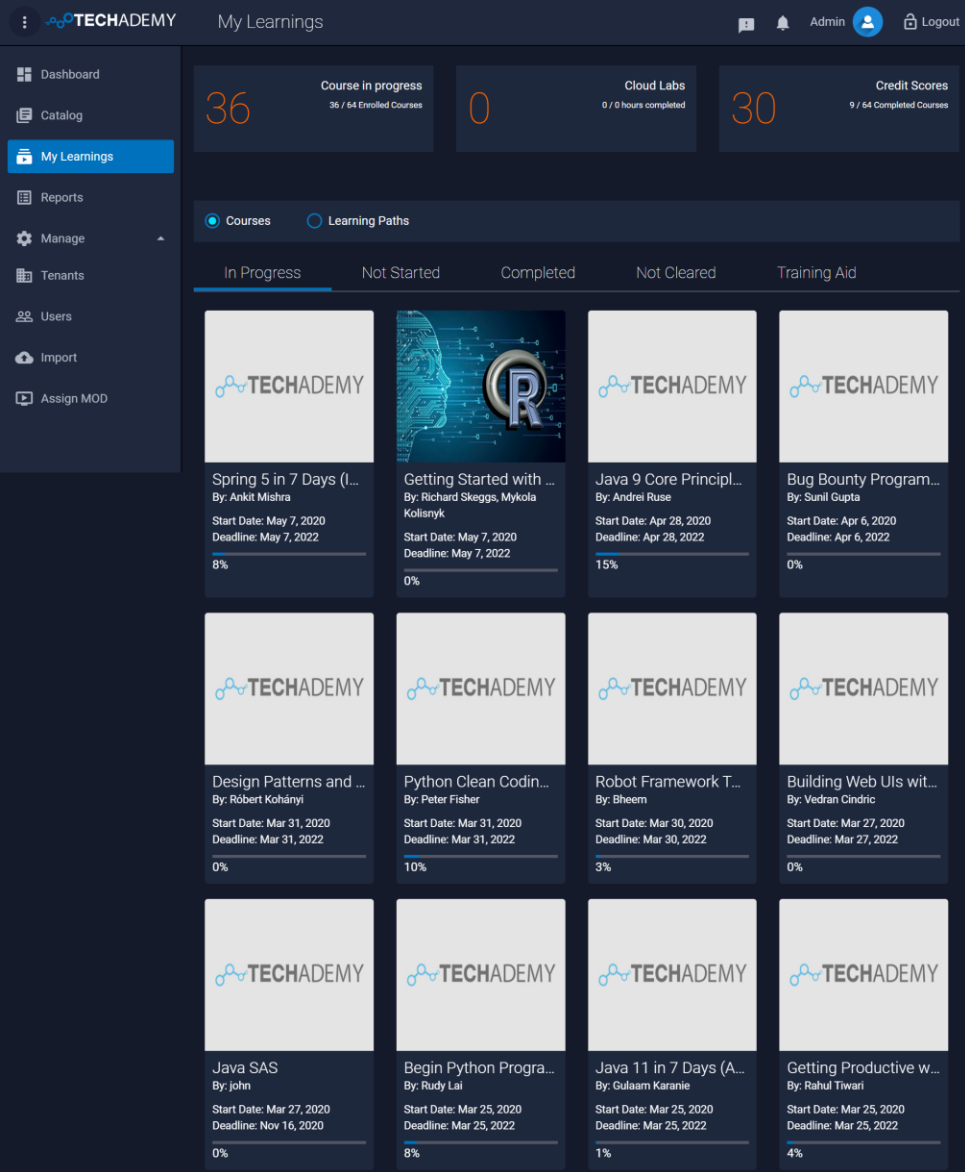 TECHADEMY
My Learnings
Admin
Logout
Dashboard
Catalog
My Learnings
Reports
Manage
Tenants
Users
Import
Assign MOD
36
Course in progress
36 / 64 Enrolled Courses
0
Cloud Labs
0 / 0 hours completed
30
Credit Scores
9 / 64 Completed Courses
Courses
Learning Paths
In Progress
Not Started
Completed
Not Cleared
Training Aid
TECHADEMY
Spring 5 in 7 Days (I...
By: Ankit Mishra
Start Date: May 7, 2020
Deadline: May 7, 2022
8%
R
Getting Started with ...
By: Richard Skeggs, Mykola
Kolisnyk
Start Date: May 7, 2020
Deadline: May 7, 2022
0%
TECHADEMY
Java 9 Core Principl...
By: Andrei Ruse
Start Date: Apr 28, 2020
Deadline: Apr 28, 2022
15%
TECHADEMY
Bug Bounty Program...
By: Sunil Gupta
Start Date: Apr 6, 2020
Deadline: Apr 6, 2022
0%
TECHADEMY
Design Patterns and ...
By: Róbert Kohányi
Start Date: Mar 31, 2020
Deadline: Mar 31, 2022
0%
TECHADEMY
Python Clean Codin...
By: Peter Fisher
Start Date: Mar 31, 2020
Deadline: Mar 31, 2022
10%
TECHADEMY
Robot Framework T...
By: Bheem
Start Date: Mar 30, 2020
Deadline: Mar 30, 2022
3%
TECHADEMY
Building Web UIs wit...
By: Vedran Cindric
Start Date: Mar 27, 2020
Deadline: Mar 27, 2022
0%
TECHADEMY
Java SAS
By: john
Start Date: Mar 27, 2020
Deadline: Nov 16, 2020
0%
TECHADEMY
Begin Python Progra...
By: Rudy Lai
Start Date: Mar 25, 2020
Deadline: Mar 25, 2022
8%
TECHADEMY
Java 11 in 7 Days (A...
By: Gulaam Karanie
Start Date: Mar 25, 2020
Deadline: Mar 25, 2022
1%
TECHADEMY
Getting Productive w...
By: Rahul Tiwari
Start Date: Mar 25, 2020
Deadline: Mar 25, 2022
4%